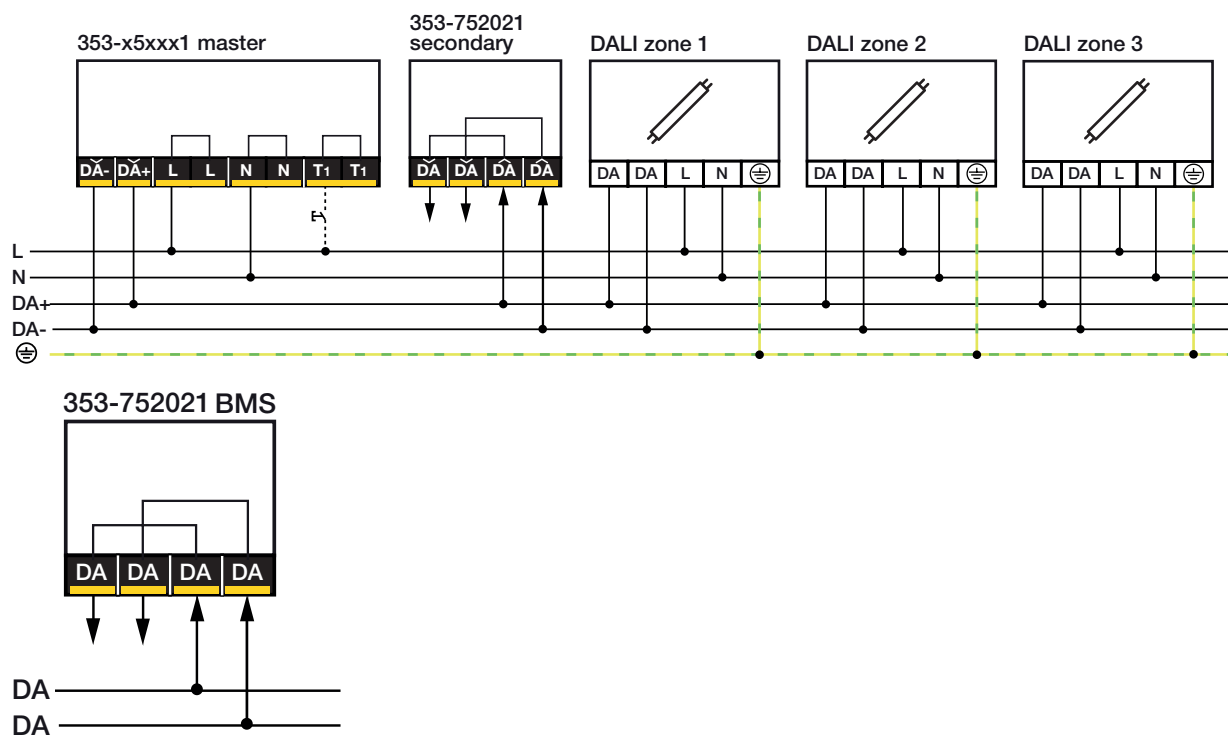 353-x5xxx1 master
353-752021
secondary
DALI zone 1
DALI zone 2
DALI zone 3
DA- DA+ L L N N T1 T1
DA DA DA DA
DA DA L N
DA DA L N
DA DA L N
L
N
DA+
DA-
353-752021 BMS
DA DA DA DA
DA
DA